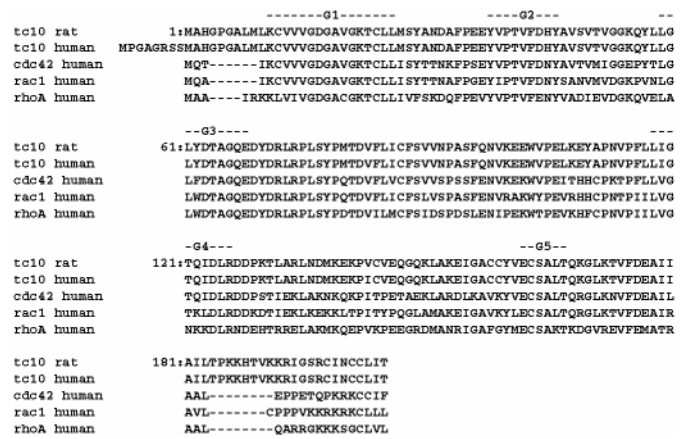 -------G1------- -----G2---- --
tc10 rat 1:MAHGPGALMLKCVVVGDGAVGKTCLLMSYANDAFPEEYVPTVFDHYAVSVTVGGKQYLLG
tc10 human MPGAGRSSMAHGPGALMLKCVVVGDGAVGKTCLLMSYANDAFPEEYVPTVFDHYAVSVTVGGKQYLLG
cdc42 human MQT------IKCVVVGDGAVGKTCLLISYTTNKFPSEYVPTVFDNYAVTVMIGGEPYTLG
rac1 human MQA------IKCVVVGDGAVGKTCLLISYTTNAFPGEYIPTVFDNYSANVMVDGKPVNLG
rhoA human MAA----IRKKLVIVGDGACGKTCLLIVFSKDQFPEVYVPTVFENYVADIEVDGKQVELA
--G3---- ---
tc10 rat 61:LYDTAGQEDYDRLRPLSYPMTDVFLICFSVVNPASFQNVKEEWVPELKEYAPNVPFLLIG
tc10 human LYDTAGQEDYDRLRPLSYPMTDVFLICFSVVNPASFQNVKEEWVPELKEYAPNVPFLLIG
cdc42 human LFDTAGQEDYDRLRPLSYPQTDVFLVCFSVVSPSSFENVKEKWVPEITHHCPKTPFLLVG
rac1 human LWDTAGQEDYDRLRPLSYPQTDVFLICFSLVSPASFENVRAKWYPEVRHHCPNTPIILVG
rhoA human LWDTAGQEDYDRLRPLSYPDTDVILMCFSIDSPDSLENIPEKWTPEVKHFCPNVPIILVG
-G4--- ---G5--
tc10 rat 121:TQIDLRDDPKTLARLNDMKEKPVCVEQGQKLAKEIGACCYVECSALTQKGLKTVFDEAII
tc10 human TQIDLRDDPKTLARLNDMKEKPICVEQGQKLAKEIGACCYVECSALTQKGLKTVFDEAII
cdc42 human TQIDLRDDPSTIEKLAKNKQKPITPETAEKLARDLKAVKYVECSALTQRGLKNVFDEAIL
rac1 human TKLDLRDDKDTIEKLKEKKLTPITYPQGLAMAKEIGAVKYLECSALTQRGLKTVFDEAIR
rhoA human NKKDLRNDEHTRRELAKMKQEPVKPEEGRDMANRIGAFGYMECSAKTKDGVREVFEMATR
tc10 rat 181:AILTPKKHTVKKRIGSRCINCCLIT
tc10 human AILTPKKHTVKKRIGSRCINCCLIT
cdc42 human AAL--------EPPETQPKRKCCIF
rac1 human AVL-------CPPPVKKRKRKCLLL
rhoA human AAL--------QARRGKKKSGCLVL